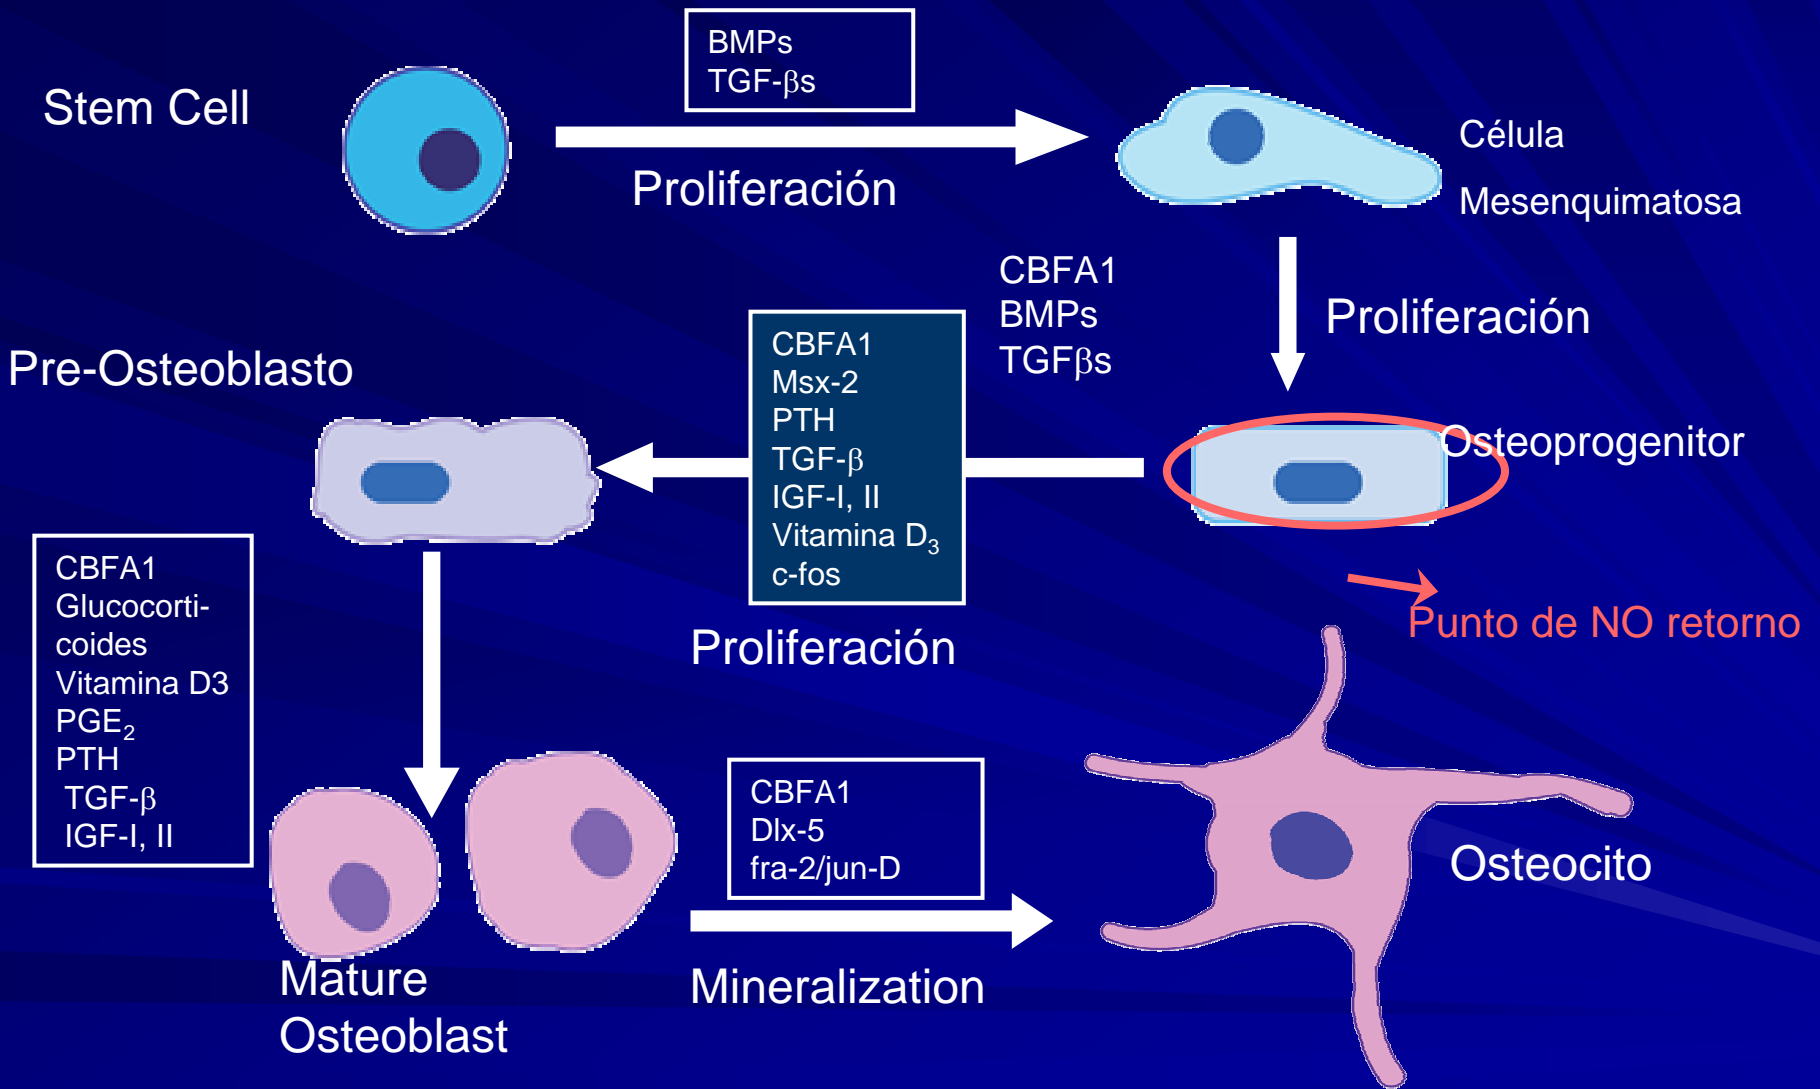 BMPs
TGF-βs
Stem Cell
Proliferación
Célula
Mesenquimatosa
CBFA1
BMPs
TGFβs
Proliferación
Osteoprogenitor
Punto de NO retorno
CBFA1
Msx-2
PTH
TGF-β
IGF-I, II
Vitamina D₃
c-fos
Proliferación
Pre-Osteoblasto
CBFA1
Glucocorti-
coides
Vitamina D3
PGE₂
PTH
TGF-β
IGF-I, II
Mature
Osteoblast
CBFA1
Dlx-5
fra-2/jun-D
Mineralization
Osteocito